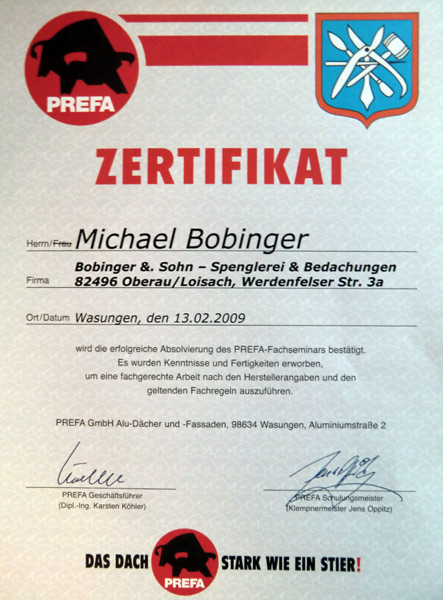 PREFA
ZERTIFIKAT
Herrn/Frau Michael Bobinger
Bobinger &. Sohn – Spenglerei & Bedachungen
Firma 82496 Oberau/Loisach, Werdenfelser Str. 3a
Ort/Datum Wasungen, den 13.02.2009
wird die erfolgreiche Absolvierung des PREFA-Fachseminars bestätigt.
Es wurden Kenntnisse und Fertigkeiten erworben,
um eine fachgerechte Arbeit nach den Herstellerangaben und den
geltenden Fachregeln auszuführen.
PREFA GmbH Alu-Dächer und -Fassaden, 98634 Wasungen, Aluminiumstraße 2
PREFA Geschäftsführer
(Dipl.-Ing. Karsten Köhler)
PREFA Schulungsmeister
(Klempnermeister Jens Oppitz)
DAS DACH PREFA STARK WIE EIN STIER!